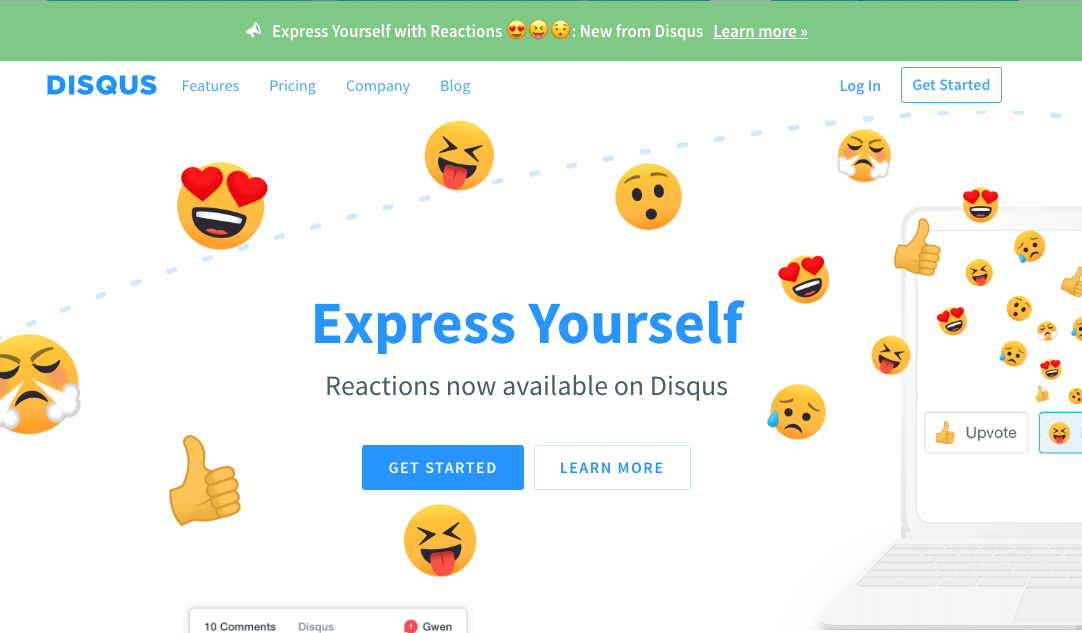 Express Yourself with Reactions 😍😝😯: New from Disqus Learn more »
DISQUS Features Pricing Company Blog Log In Get Started
Express Yourself
Reactions now available on Disqus
GET STARTED LEARN MORE
Upvote
10 Comments Disqus 1 Gwen